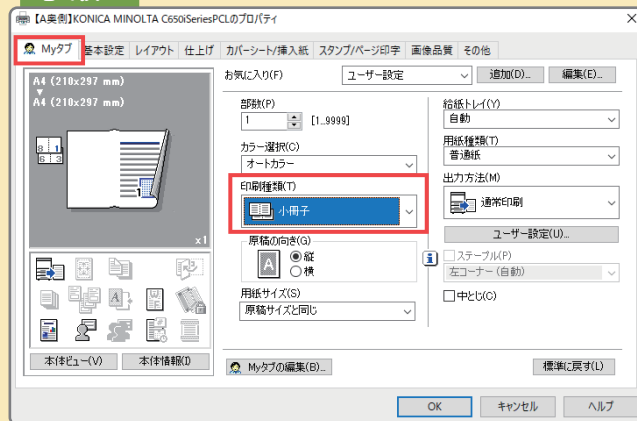 【A奥側】KONICA MINOLTA C650iSeriesPCLのプロパティ
Myタブ 基本設定 レイアウト 仕上げ カバーシート/挿入紙 スタンプ/ページ印字 画像品質 その他
A4 (210x297 mm)
A4 (210x297 mm)
8 1
6 3
1
x1
本体ビュー(V) 本体情報(I)
お気に入り(F) ユーザー設定 追加(D)... 編集(E)...
部数(P)
1 [1..9999]
カラー選択(C)
オートカラー
印刷種類(T)
小冊子
原稿の向き(G)
A 縦
横
用紙サイズ(S)
原稿サイズと同じ
給紙トレイ(Y)
自動
用紙種類(T)
普通紙
出力方法(M)
通常印刷
ユーザー設定(U)...
ステープル(P)
左コーナー (自動)
中とじ(C)
Myタブの編集(B)... 標準に戻す(L)
OK キャンセル ヘルプ